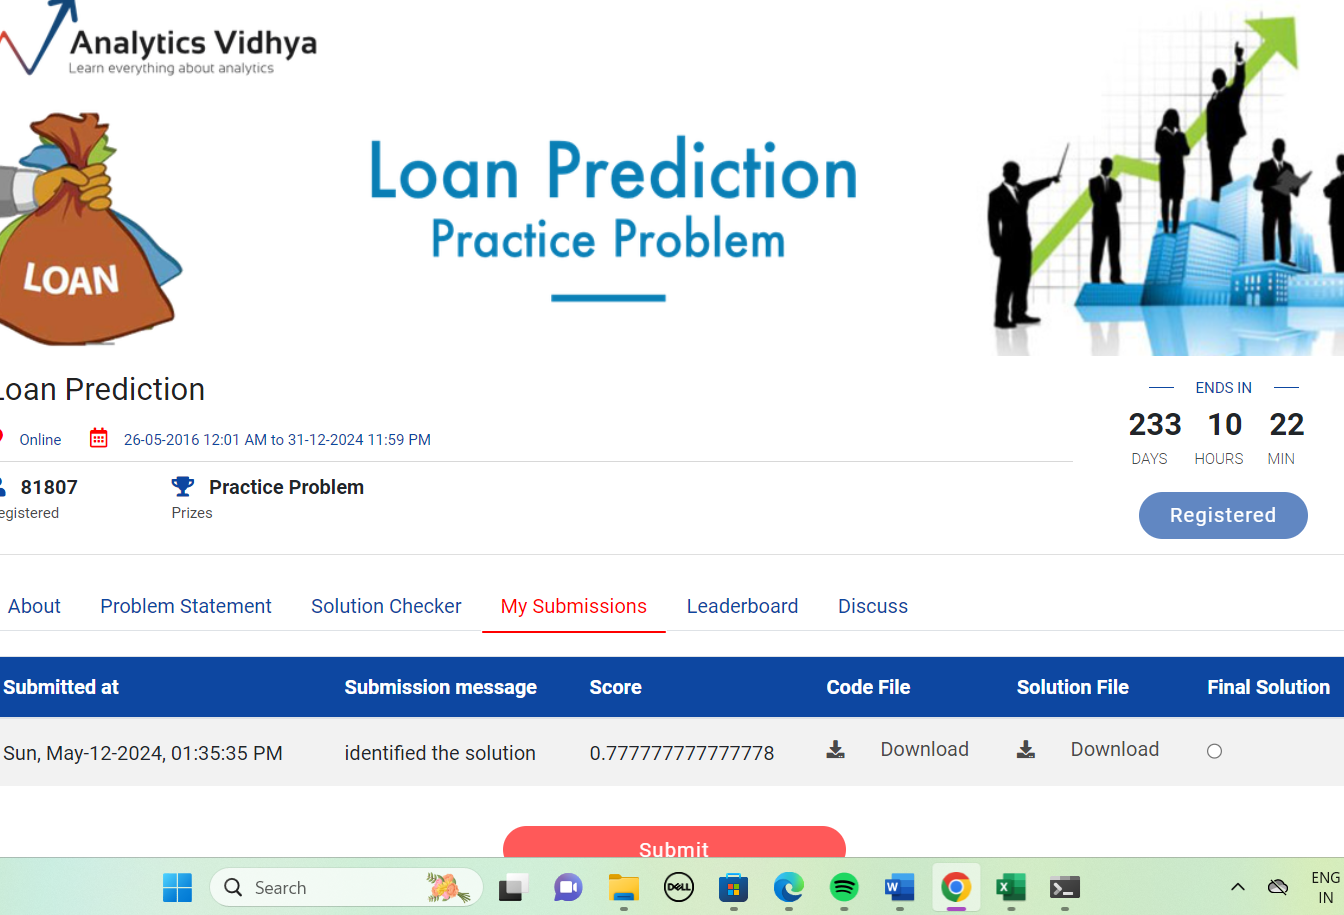 Analytics Vidhya
Learn everything about analytics
LOAN
Loan Prediction
Practice Problem
Loan Prediction
ENDS IN
233 10 22
DAYS HOURS MIN
Online 26-05-2016 12:01 AM to 31-12-2024 11:59 PM
81807 Practice Problem
egistered Prizes
Registered
About Problem Statement Solution Checker My Submissions Leaderboard Discuss
Submitted at Submission message Score Code File Solution File Final Solution
Sun, May-12-2024, 01:35:35 PM identified the solution 0.777777777777778 Download Download
Submit
Search DELL ENG
IN